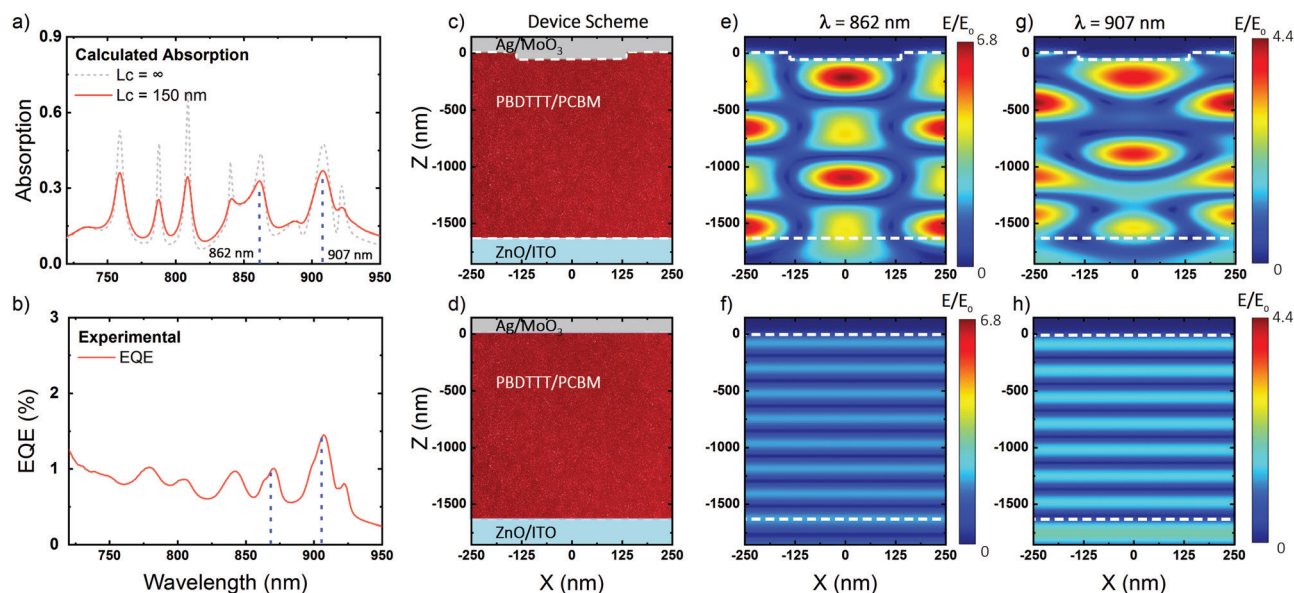 a)
Calculated Absorption
Lc = ∞
Lc = 150 nm
Absorption
0.9
0.6
0.3
0.0
862 nm
907 nm
750
800
850
900
950
b)
Experimental
EQE
EQE (%)
3
2
1
0
750
800
850
900
950
Wavelength (nm)
c)
Device Scheme
Ag/MoO₃
PBDTTT/PCBM
ZnO/ITO
Z (nm)
0
-500
-1000
-1500
-250
-125
0
125
250
d)
Ag/MoO₃
PBDTTT/PCBM
ZnO/ITO
Z (nm)
0
-500
-1000
-1500
-250
-125
0
125
250
X (nm)
e)
λ = 862 nm
E/E₀
6.8
0
0
-500
-1000
-1500
-250
-125
0
125
250
f)
E/E₀
6.8
0
0
-500
-1000
-1500
-250
-125
0
125
250
X (nm)
g)
λ = 907 nm
E/E₀
4.4
0
0
-500
-1000
-1500
-250
-125
0
125
250
h)
E/E₀
4.4
0
0
-500
-1000
-1500
-250
-125
0
125
250
X (nm)